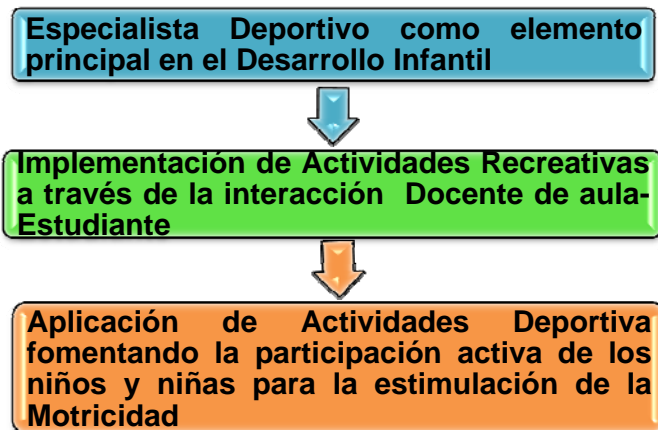 Especialista Deportivo como elemento
principal en el Desarrollo Infantil
Implementación de Actividades Recreativas
a través de la interacción Docente de aula-
Estudiante
Aplicación de Actividades Deportiva
fomentando la participación activa de los
niños y niñas para la estimulación de la
Motricidad